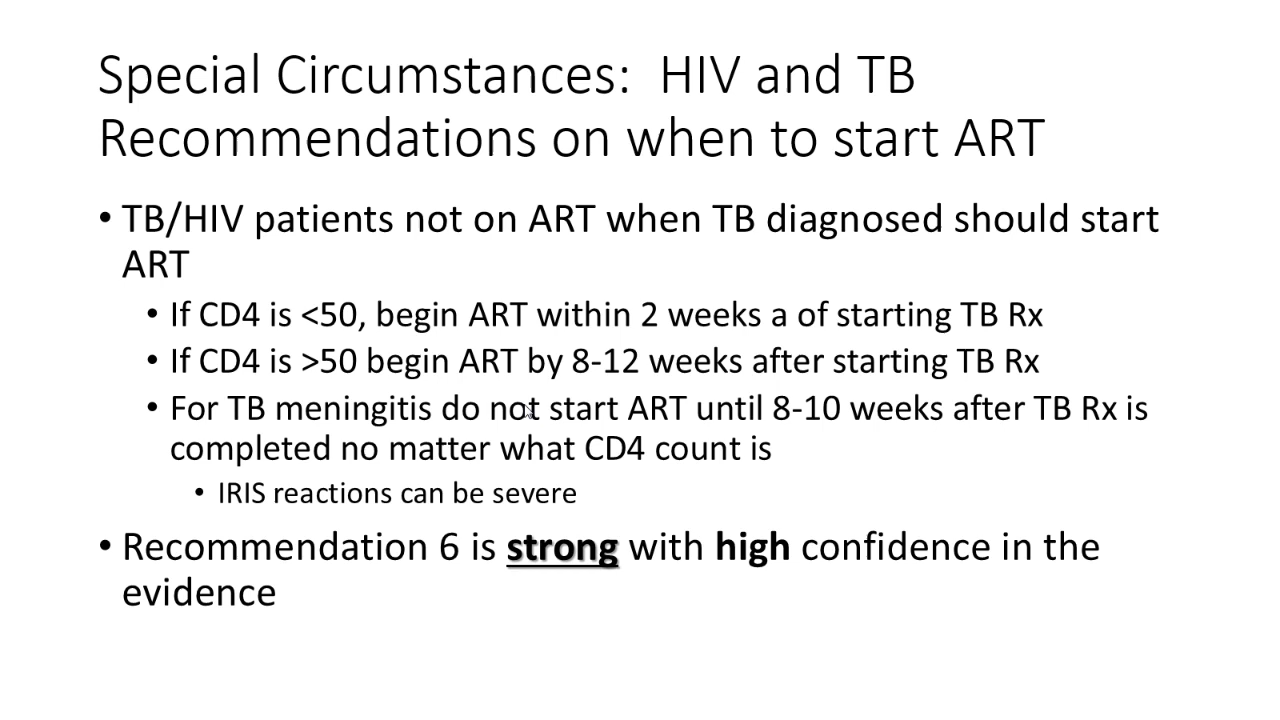 Special Circumstances:  HIV and TB
Recommendations on when to start ART
• TB/HIV patients not on ART when TB diagnosed should start
ART
• If CD4 is <50, begin ART within 2 weeks a of starting TB Rx
• If CD4 is >50 begin ART by 8-12 weeks after starting TB Rx
• For TB meningitis do not start ART until 8-10 weeks after TB Rx is
completed no matter what CD4 count is
• IRIS reactions can be severe
• Recommendation 6 is strong with high confidence in the
evidence